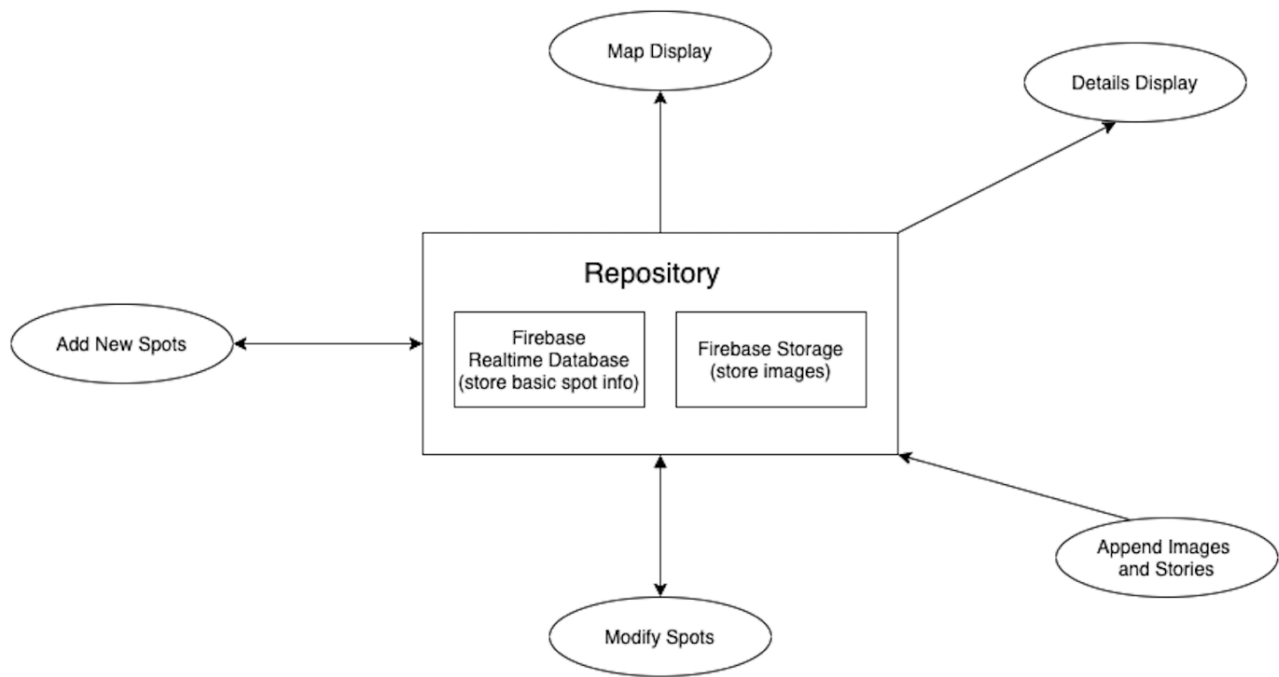 Map Display
Details Display
Repository
Add New Spots
Firebase
Realtime Database
(store basic spot info)
Firebase Storage
(store images)
Append Images
and Stories
Modify Spots